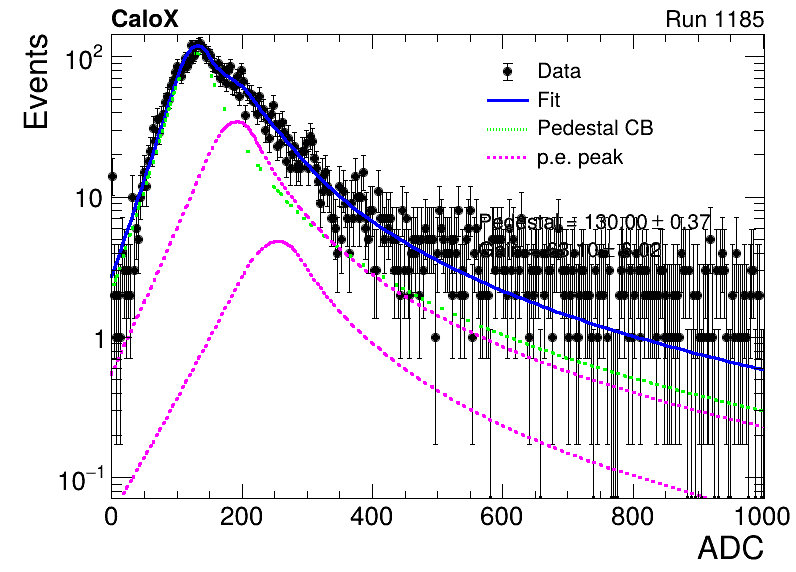 CaloX Run 1185
Events
10²
10
1
10⁻¹
Data
Fit
Pedestal CB
p.e. peak
Pedestal = 130.00 ± 0.37
0 200 400 600 800 1000
ADC